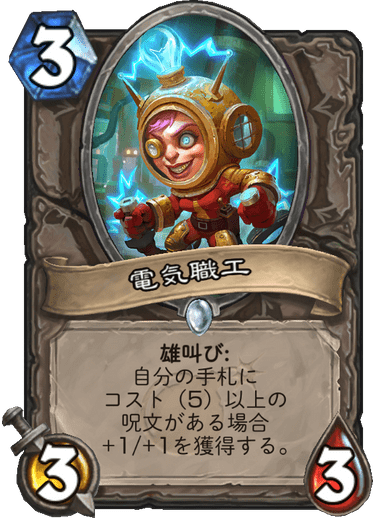 3
電気職工
雄叫び:
自分の手札に
コスト（5）以上の
呪文がある場合
+1/+1を獲得する。
3
3